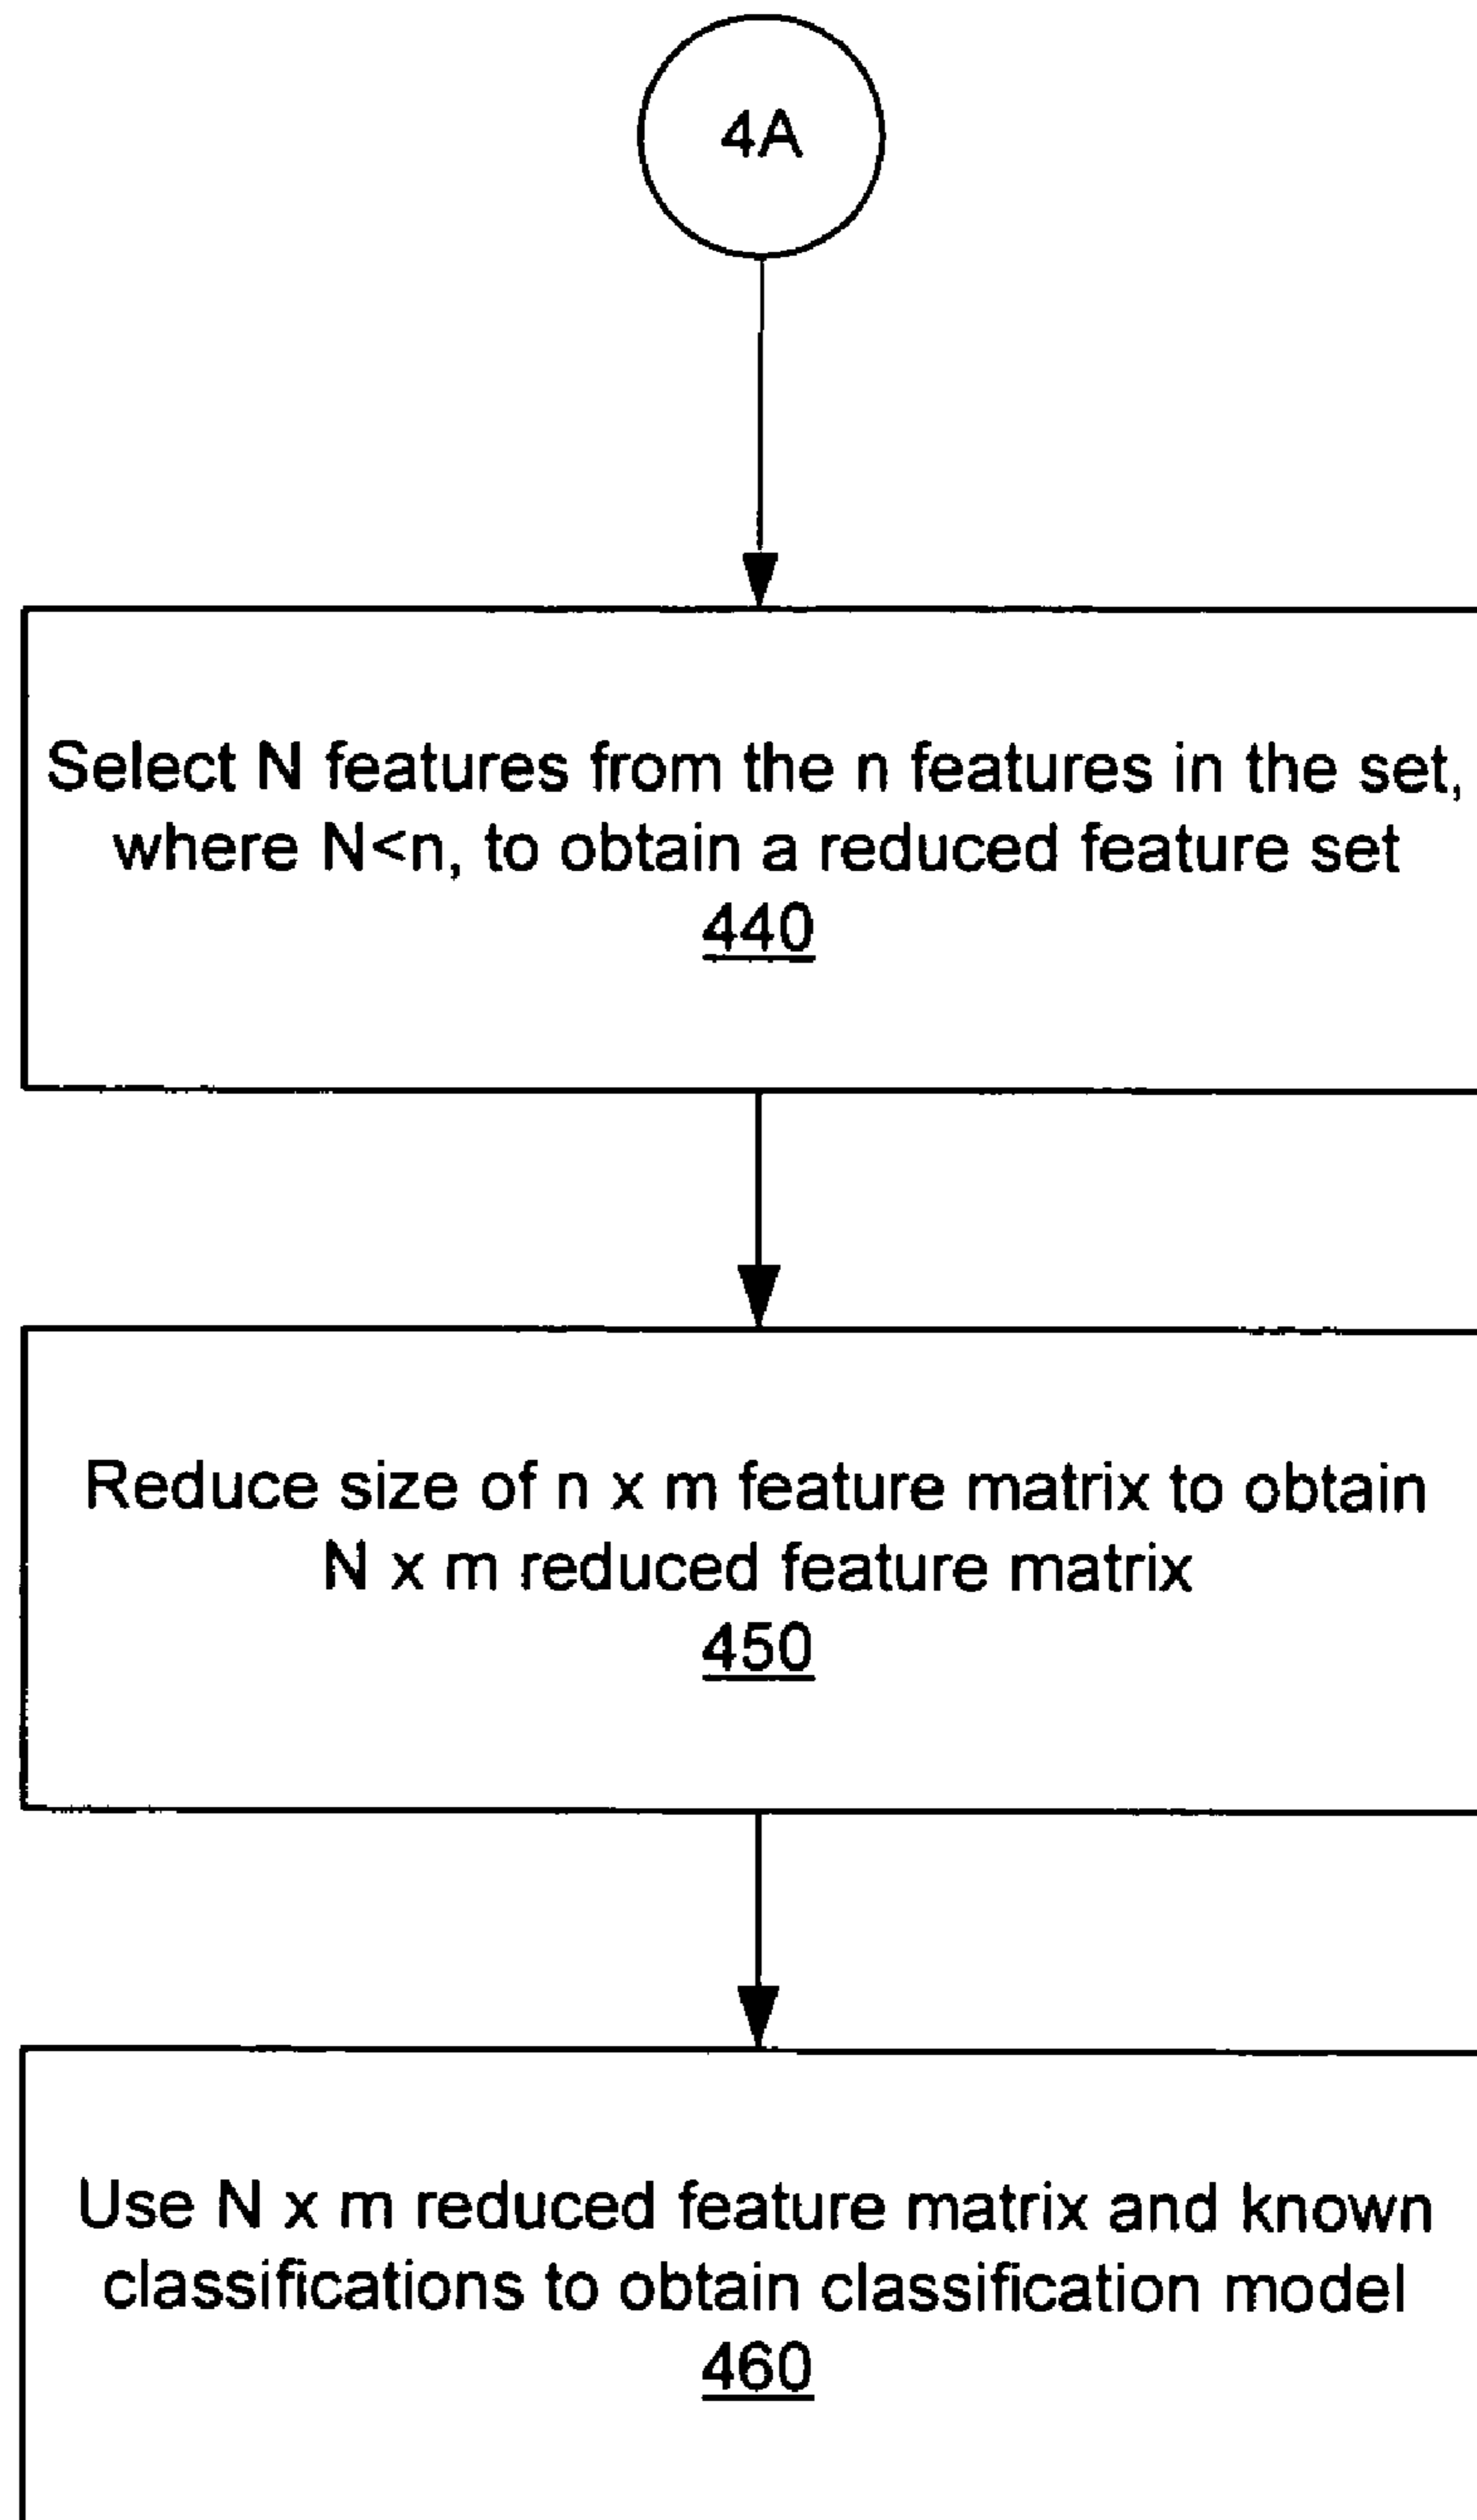 4A
Select N features from the n features in the set,
where N<n, to obtain a reduced feature set
440
Reduce size of n x m feature matrix to obtain
N x m reduced feature matrix
450
Use N x m reduced feature matrix and known
classifications to obtain classification model
460